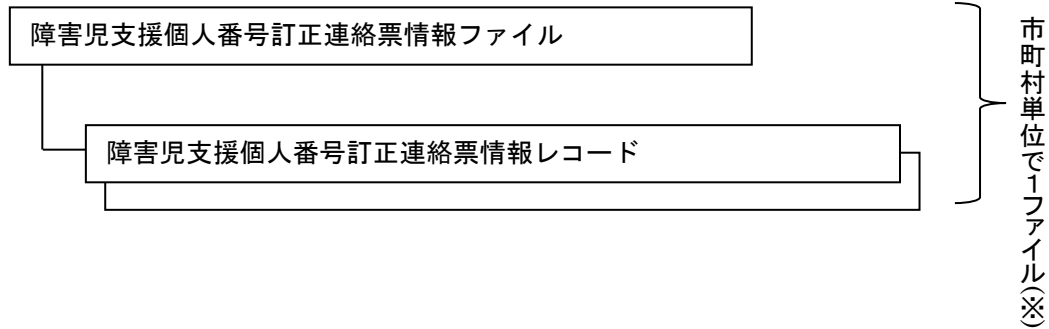 障害児支援個人番号訂正連絡票情報ファイル
障害児支援個人番号訂正連絡票情報レコード
市町村単位で1ファイル(※)